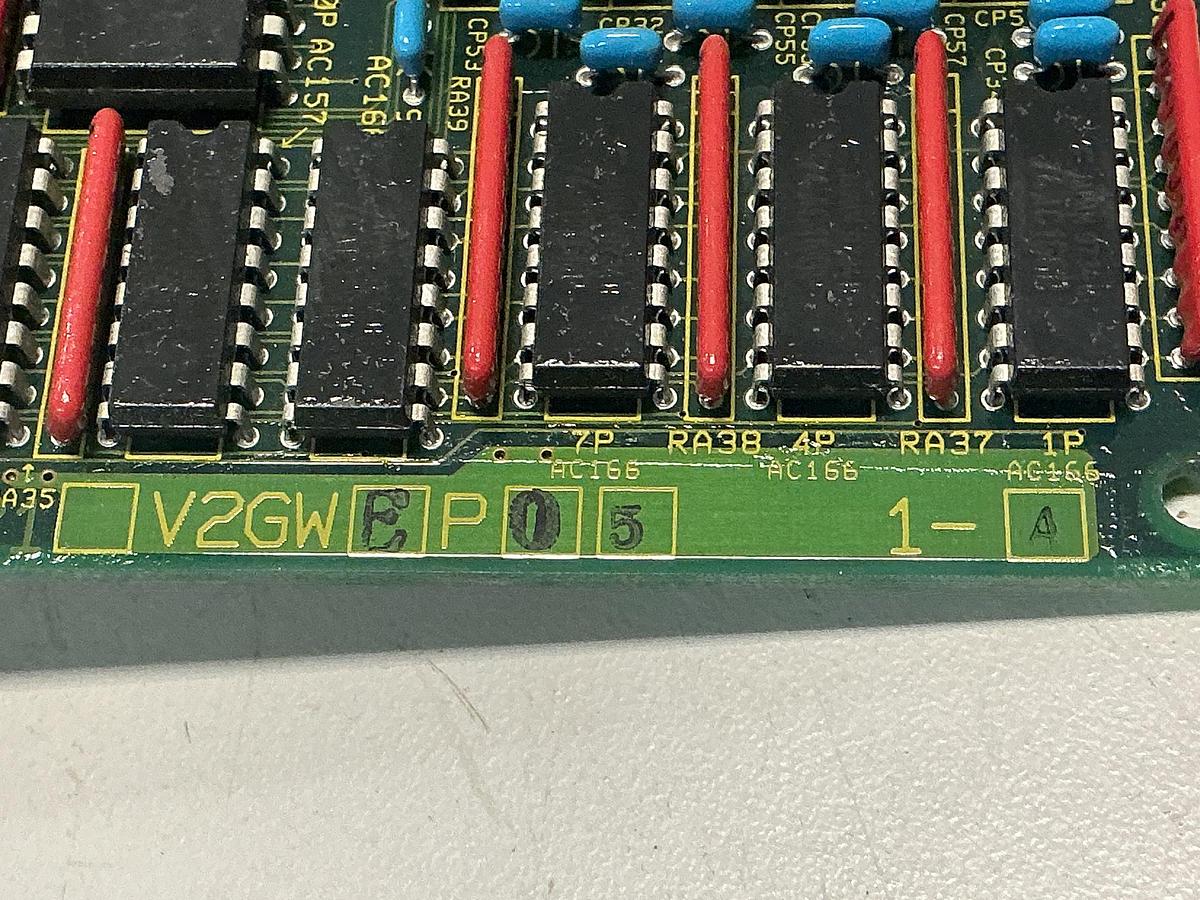 CP32
CP5
CP53
CP55
CP57
AC157
RA39
7P RA38 4P RA37 1P
AC166 AC166 AC166
A35
V2GW E P 0 5 1- A